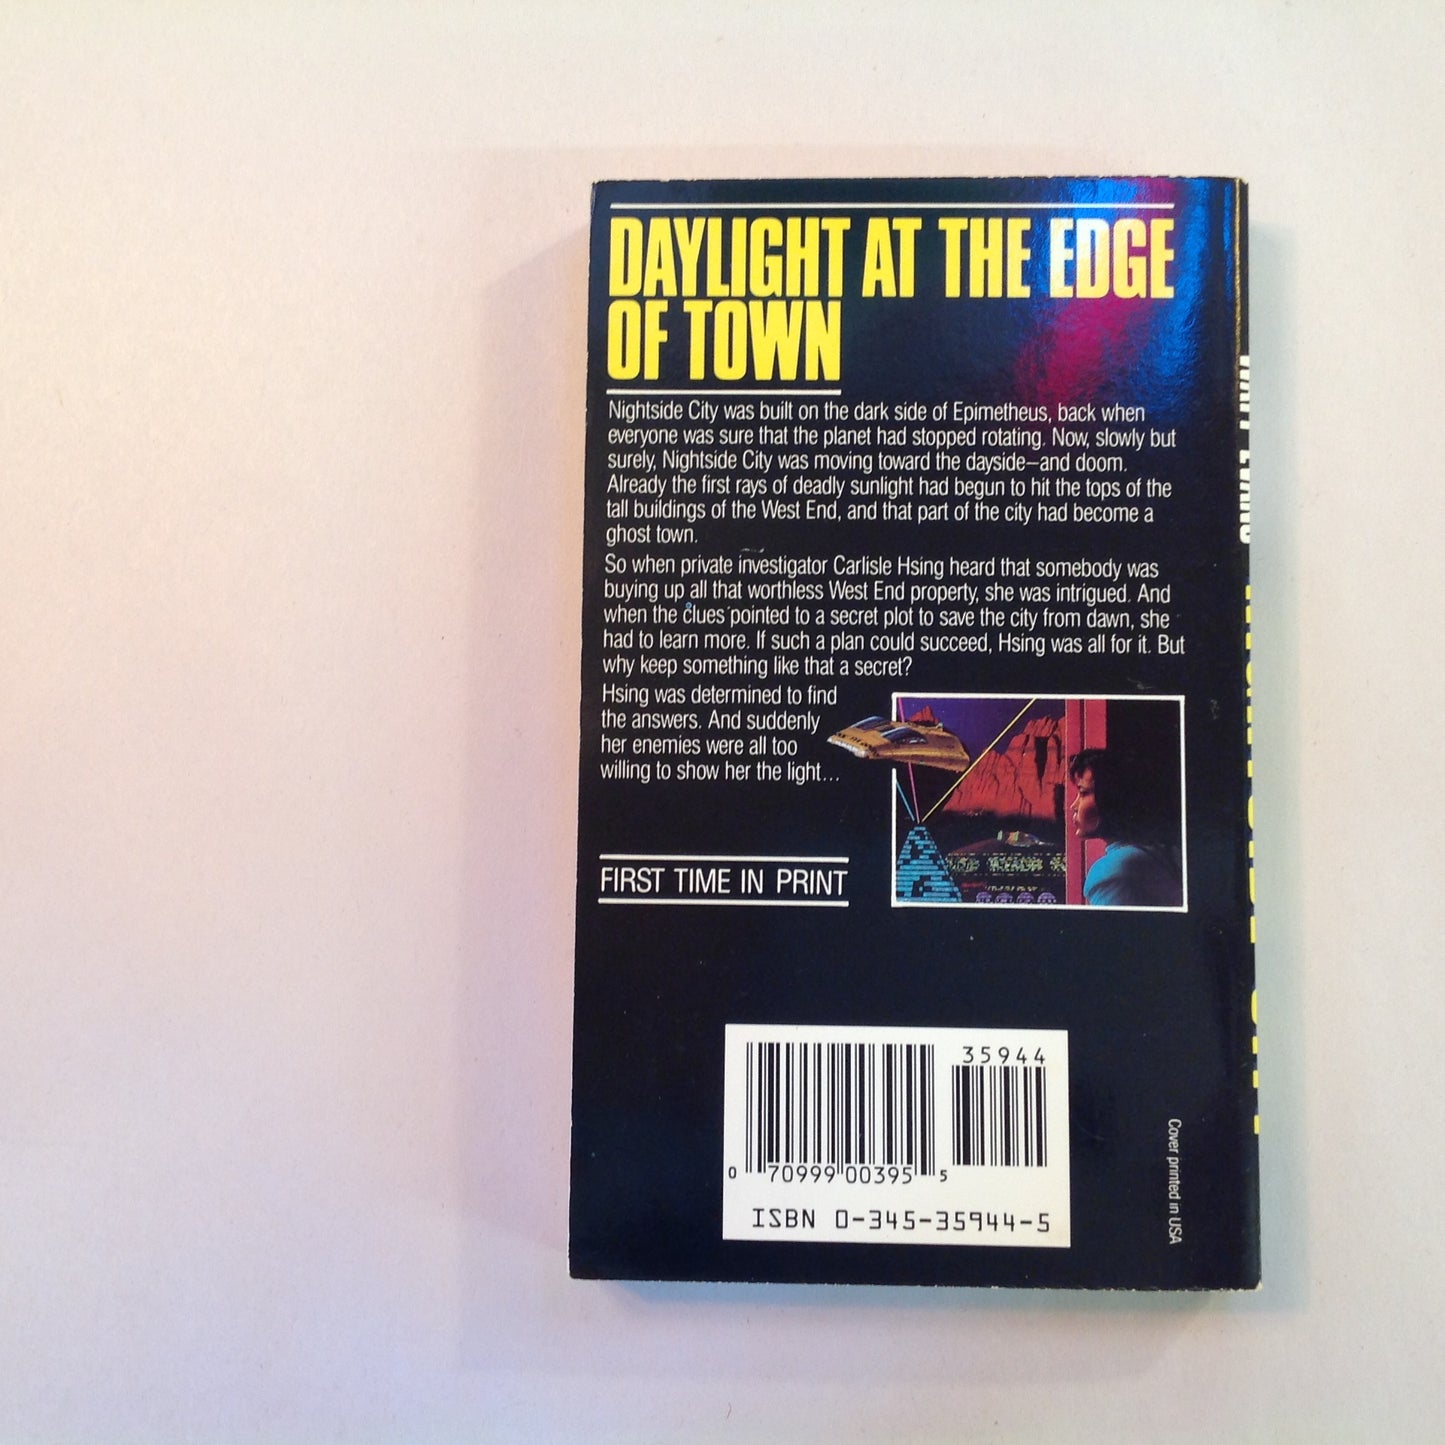 DAYLIGHT AT THE EDGE
OF TOWN
Nightside City was built on the dark side of Epimetheus, back when
everyone was sure that the planet had stopped rotating. Now, slowly but
surely, Nightside City was moving toward the dayside—and doom.
Already the first rays of deadly sunlight had begun to hit the tops of the
tall buildings of the West End, and that part of the city had become a
ghost town.
So when private investigator Carlisle Hsing heard that somebody was
buying up all that worthless West End property, she was intrigued. And
when the clues pointed to a secret plot to save the city from dawn, she
had to learn more. If such a plan could succeed, Hsing was all for it. But
why keep something like that a secret?
Hsing was determined to find
the answers. And suddenly
her enemies were all too
willing to show her the light...
FIRST TIME IN PRINT
35944
0 70999 00395 5
ISBN 0-345-35944-5
Cover printed in USA